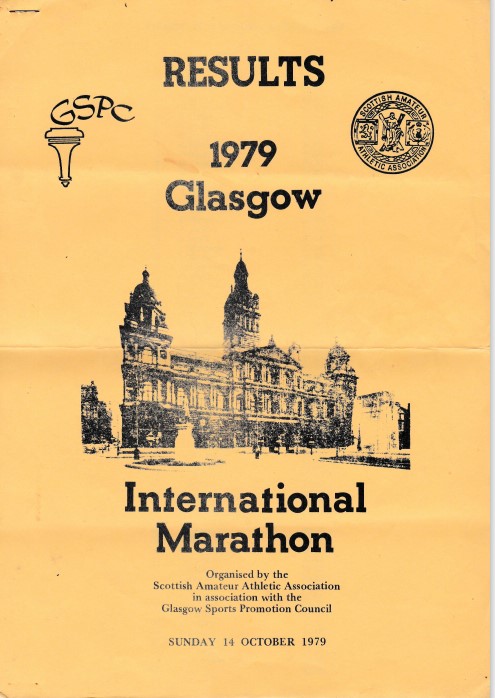 RESULTS
GSPC
SCOTTISH AMATEUR
ATHLETIC ASSOCIATION
1979
Glasgow
International
Marathon
Organised by the
Scottish Amateur Athletic Association
in association with the
Glasgow Sports Promotion Council
SUNDAY 14 OCTOBER 1979